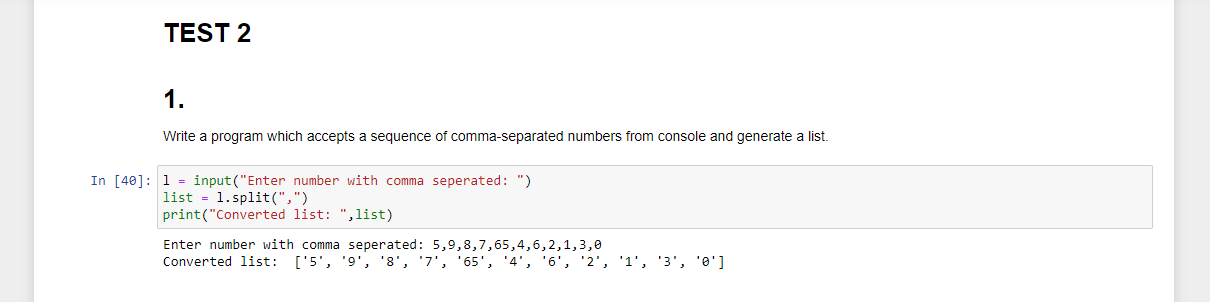 TEST 2
1.
Write a program which accepts a sequence of comma-separated numbers from console and generate a list.
In [40]: l = input("Enter number with comma seperated: ")
list = l.split(",")
print("Converted list: ",list)
Enter number with comma seperated: 5,9,8,7,65,4,6,2,1,3,0
Converted list:  ['5', '9', '8', '7', '65', '4', '6', '2', '1', '3', '0']